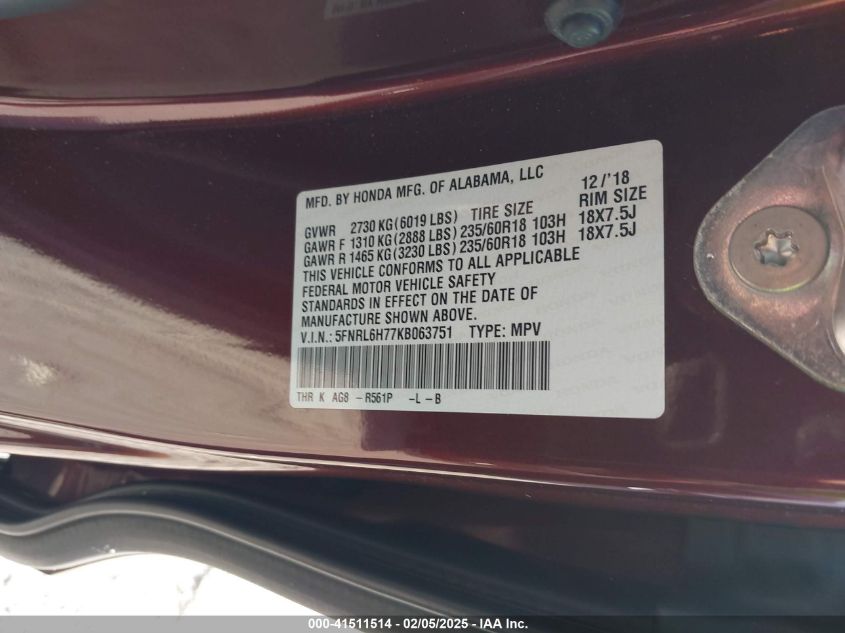 MFD. BY HONDA MFG. OF ALABAMA, LLC 12/'18
GVWR 2730 KG(6019 LBS) TIRE SIZE RIM SIZE
GAWR F 1310 KG(2888 LBS) 235/60R18 103H 18X7.5J
GAWR R 1465 KG(3230 LBS) 235/60R18 103H 18X7.5J
THIS VEHICLE CONFORMS TO ALL APPLICABLE
FEDERAL MOTOR VEHICLE SAFETY
STANDARDS IN EFFECT ON THE DATE OF
MANUFACTURE SHOWN ABOVE.
V.I.N.: 5FNRL6H77KB063751 TYPE: MPV
THR K AG8 - R561P -L-B
000-41511514 - 02/05/2025 - IAA Inc.